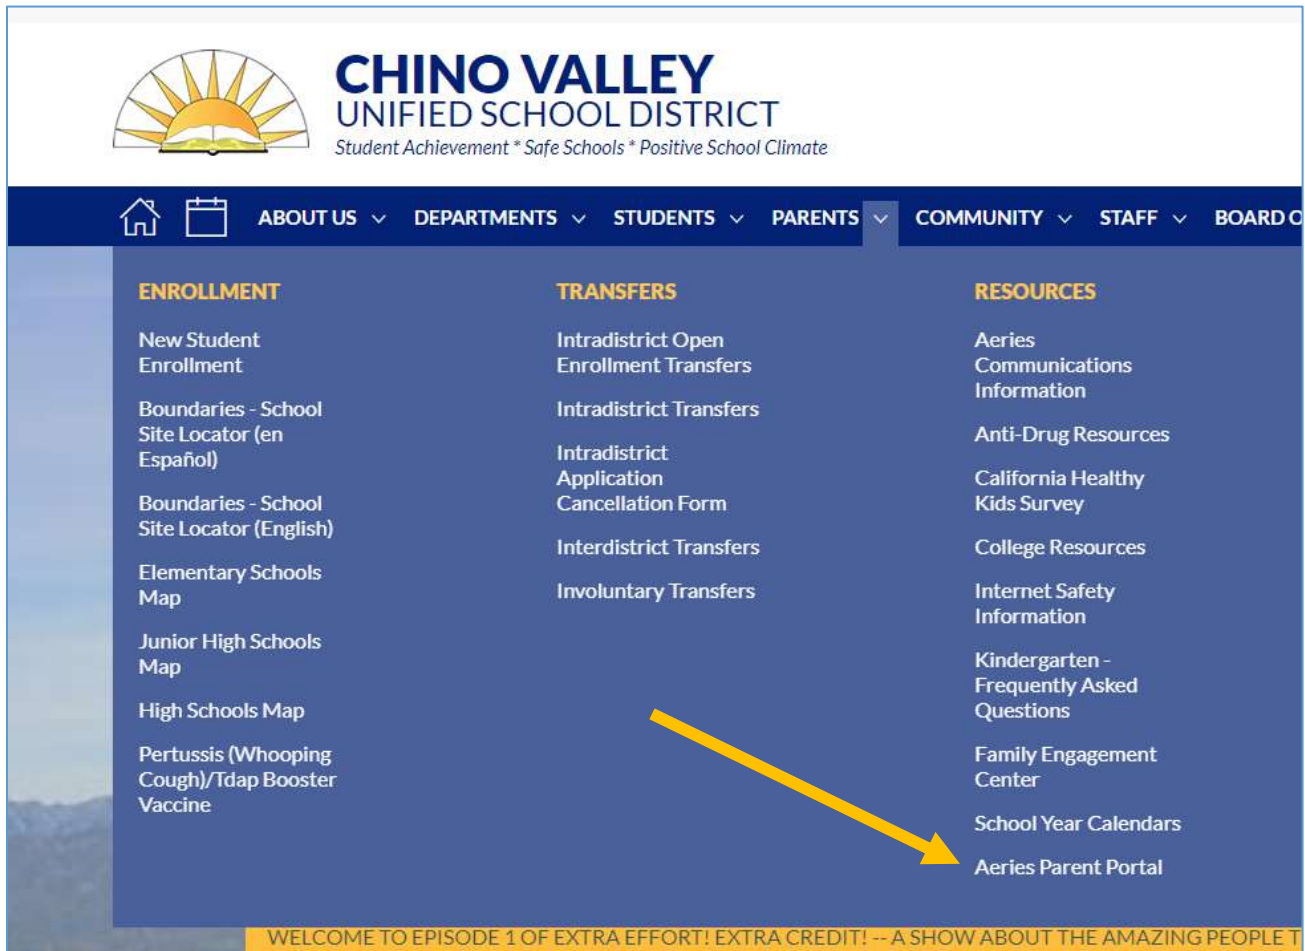 CHINO VALLEY
UNIFIED SCHOOL DISTRICT
Student Achievement * Safe Schools * Positive School Climate
ABOUT US DEPARTMENTS STUDENTS PARENTS COMMUNITY STAFF BOARD O
ENROLLMENT
New Student
Enrollment
Boundaries - School
Site Locator (en
Español)
Boundaries - School
Site Locator (English)
Elementary Schools
Map
Junior High Schools
Map
High Schools Map
Pertussis (Whooping
Cough)/Tdap Booster
Vaccine
TRANSFERS
Intradistrict Open
Enrollment Transfers
Intradistrict Transfers
Intradistrict
Application
Cancellation Form
Interdistrict Transfers
Involuntary Transfers
RESOURCES
Aeries
Communications
Information
Anti-Drug Resources
California Healthy
Kids Survey
College Resources
Internet Safety
Information
Kindergarten -
Frequently Asked
Questions
Family Engagement
Center
School Year Calendars
Aeries Parent Portal
WELCOME TO EPISODE 1 OF EXTRA EFFORT! EXTRA CREDIT! -- A SHOW ABOUT THE AMAZING PEOPLE T